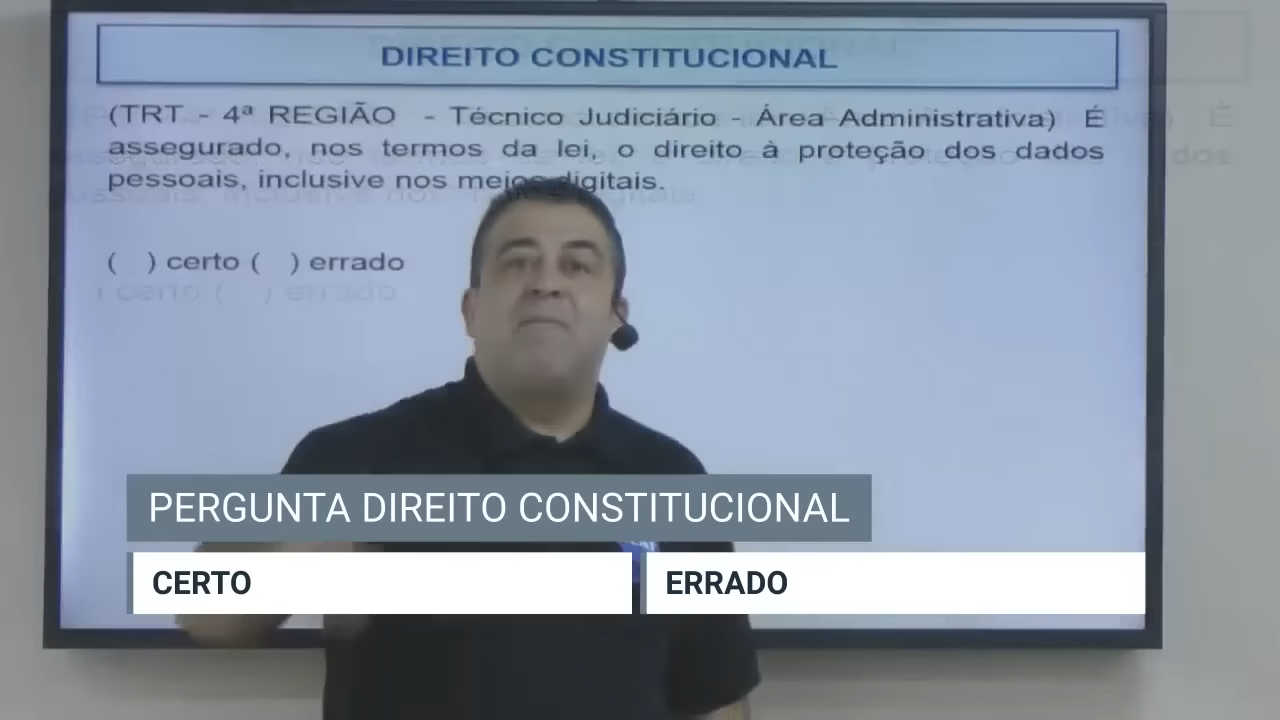 DIREITO CONSTITUCIONAL
(TRT - 4ª REGIÃO - Técnico Judiciário - Área Administrativa) É
assegurado, nos termos da lei, o direito à proteção dos dados
pessoais, inclusive nos meios digitais.
( ) certo ( ) errado
PERGUNTA DIREITO CONSTITUCIONAL
CERTO
ERRADO